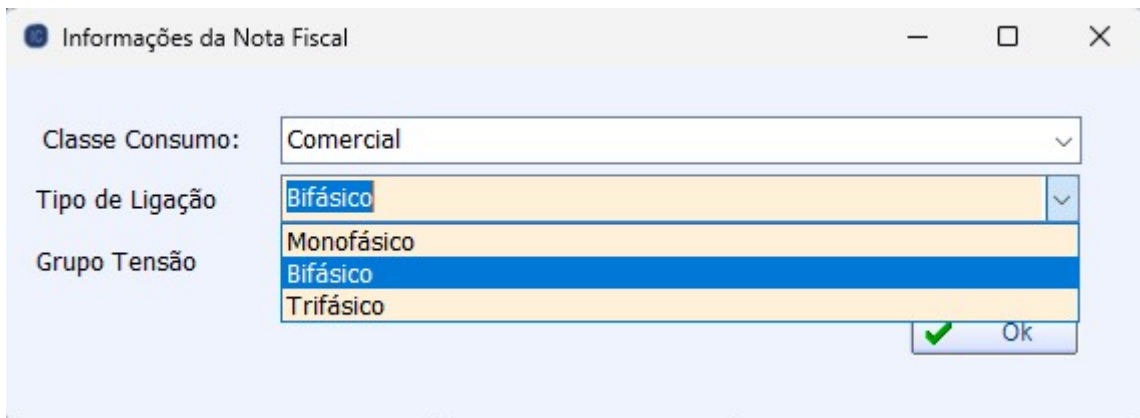 Informações da Nota Fiscal
Classe Consumo: Comercial
Tipo de Ligação Bifásico
Monofásico
Grupo Tensão Bifásico
Trifásico
Ok